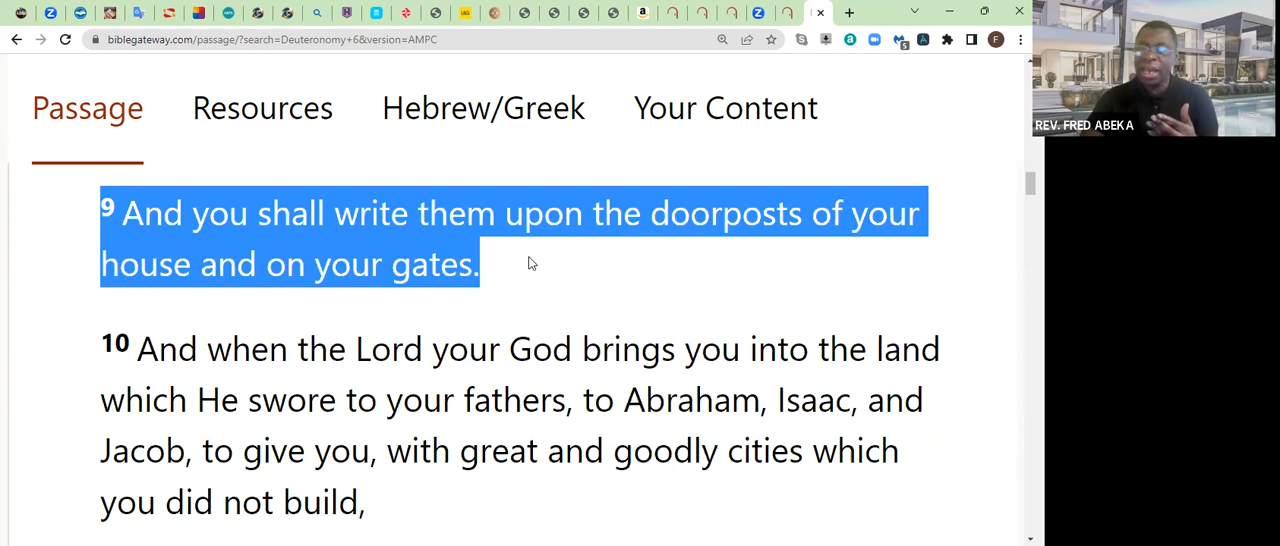 biblegateway.com/passage/?search=Deuteronomy+6&version=AMPC
5
F
REV. FRED ABEKA
Passage Resources Hebrew/Greek Your Content
9 And you shall write them upon the doorposts of your
house and on your gates.
10 And when the Lord your God brings you into the land
which He swore to your fathers, to Abraham, Isaac, and
Jacob, to give you, with great and goodly cities which
you did not build,